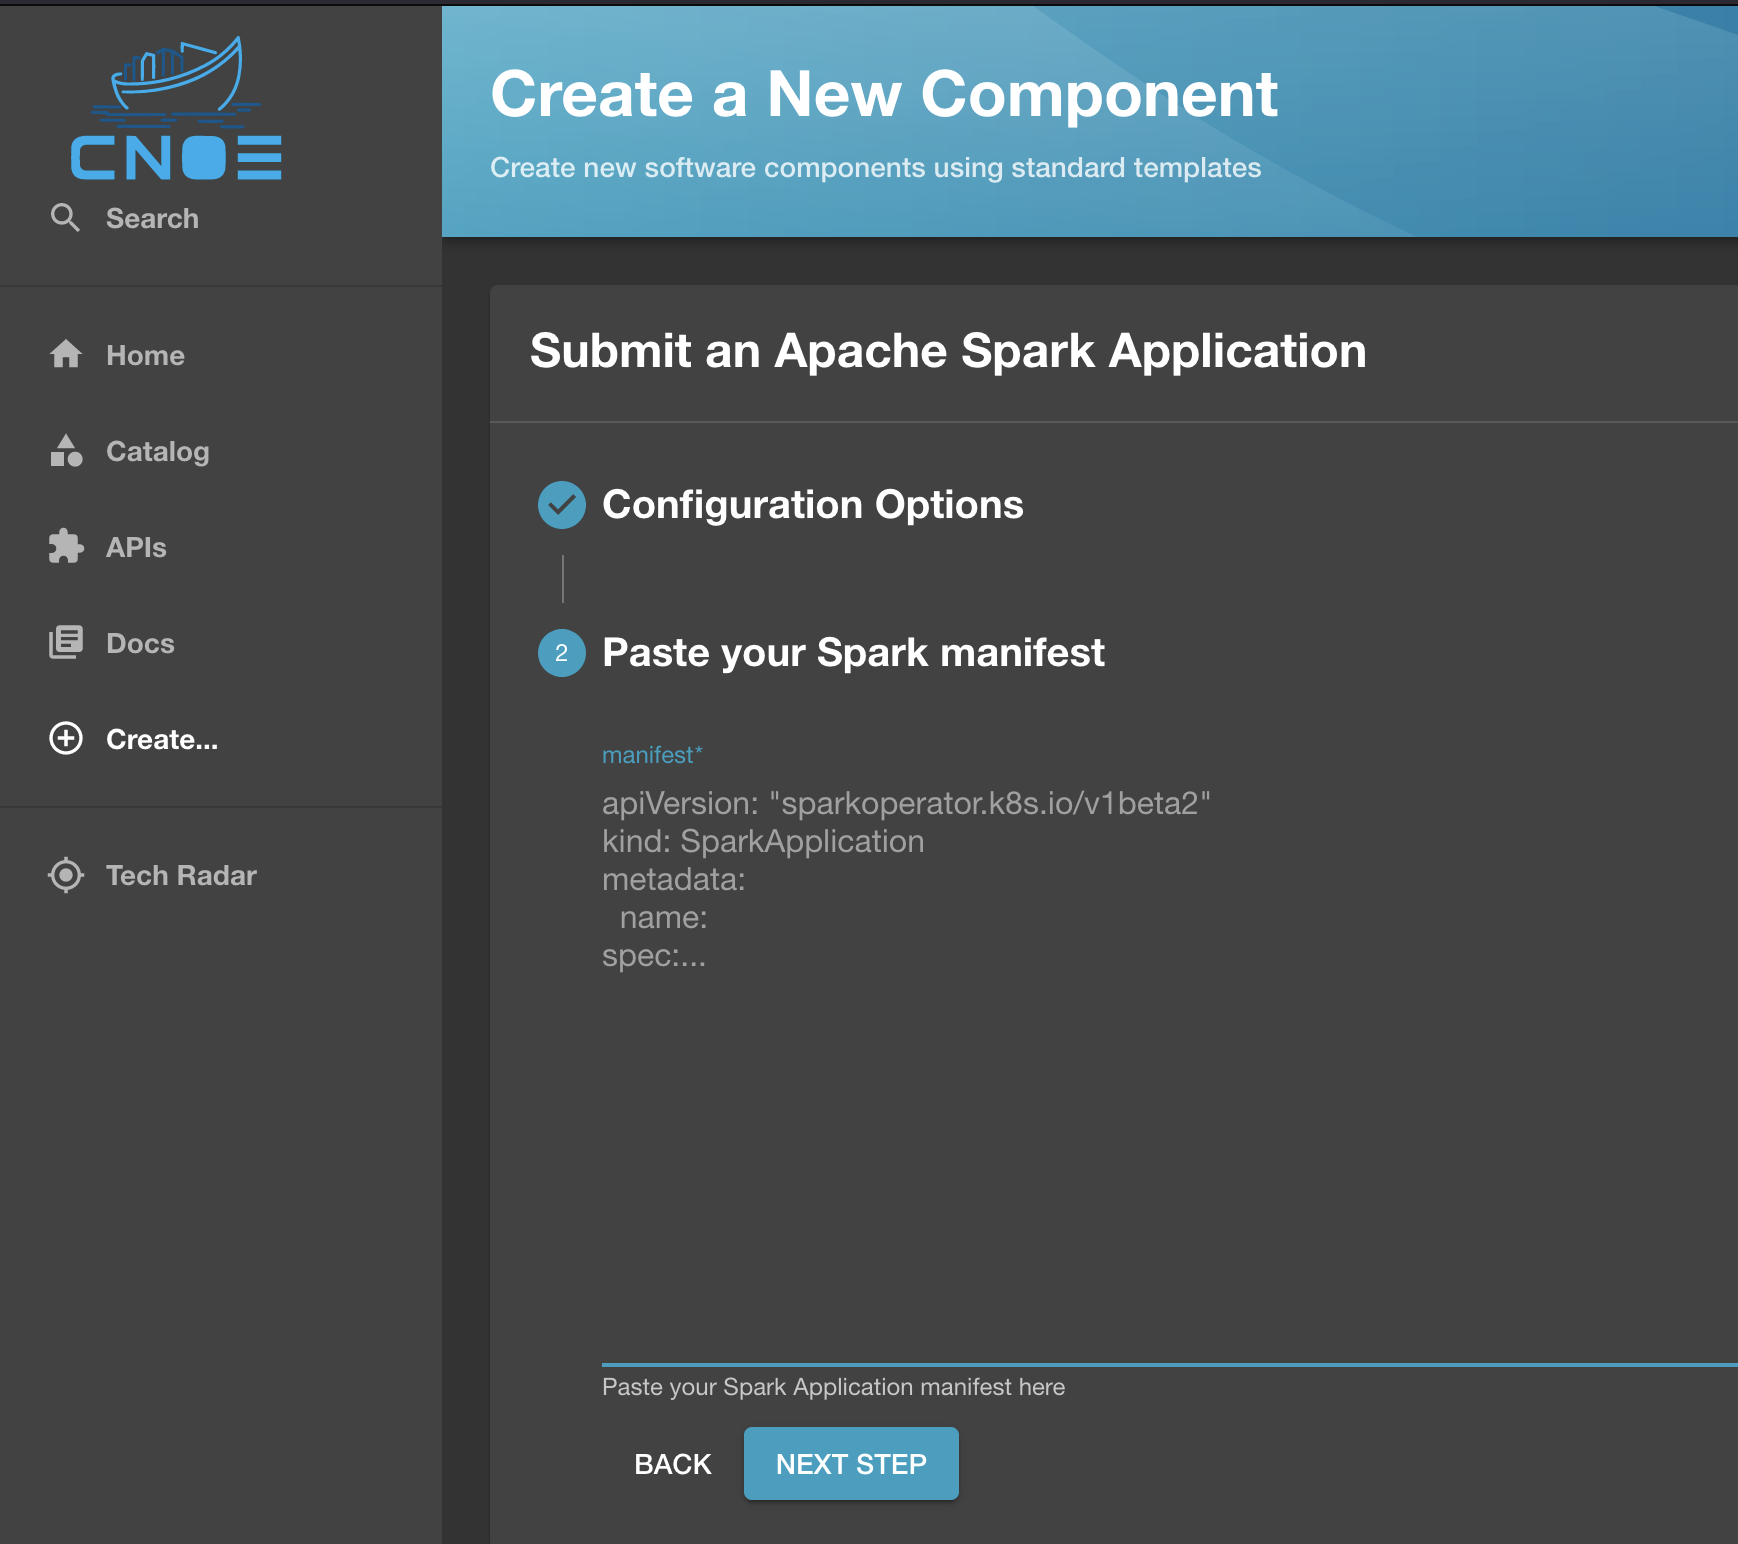 CNOE
Search
Home
Catalog
APIs
Docs
Create...
Tech Radar
Create a New Component
Create new software components using standard templates
Submit an Apache Spark Application
Configuration Options
2 Paste your Spark manifest
manifest*
apiVersion: "sparkoperator.k8s.io/v1beta2"
kind: SparkApplication
metadata:
  name:
spec:...
Paste your Spark Application manifest here
BACK NEXT STEP